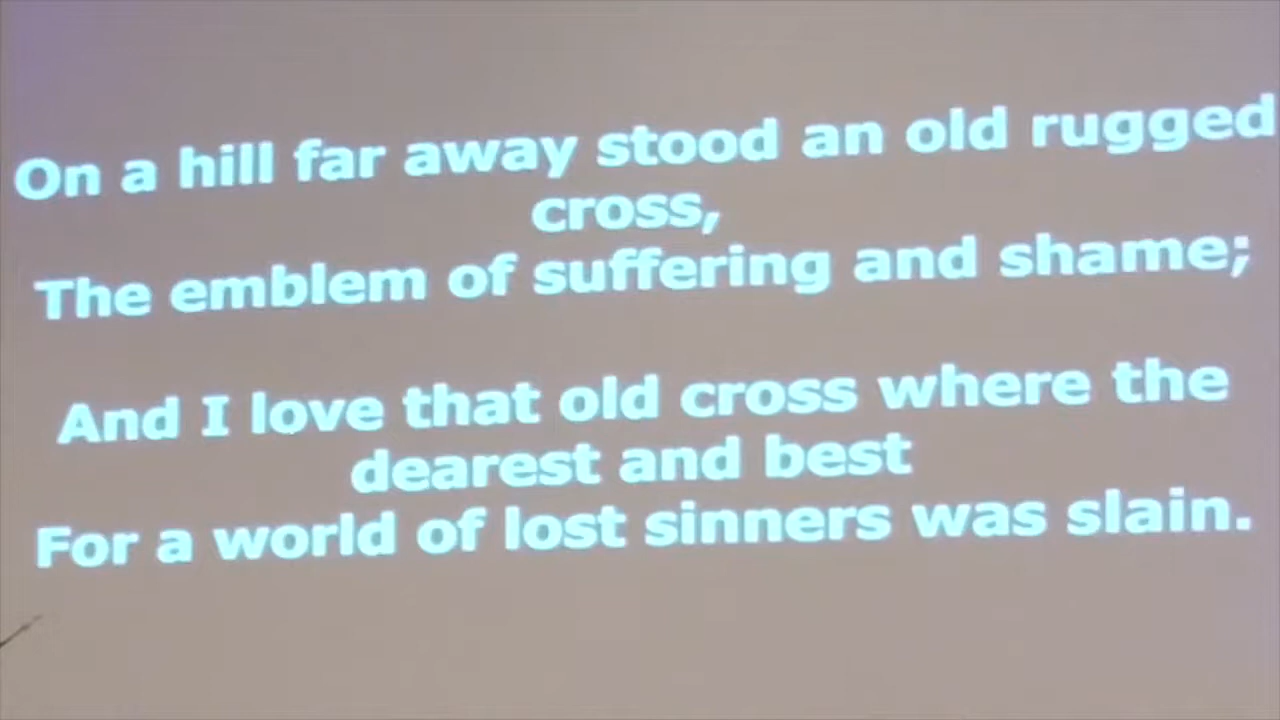 On a hill far away stood an old rugged
cross,
The emblem of suffering and shame;
And I love that old cross where the
dearest and best
For a world of lost sinners was slain.